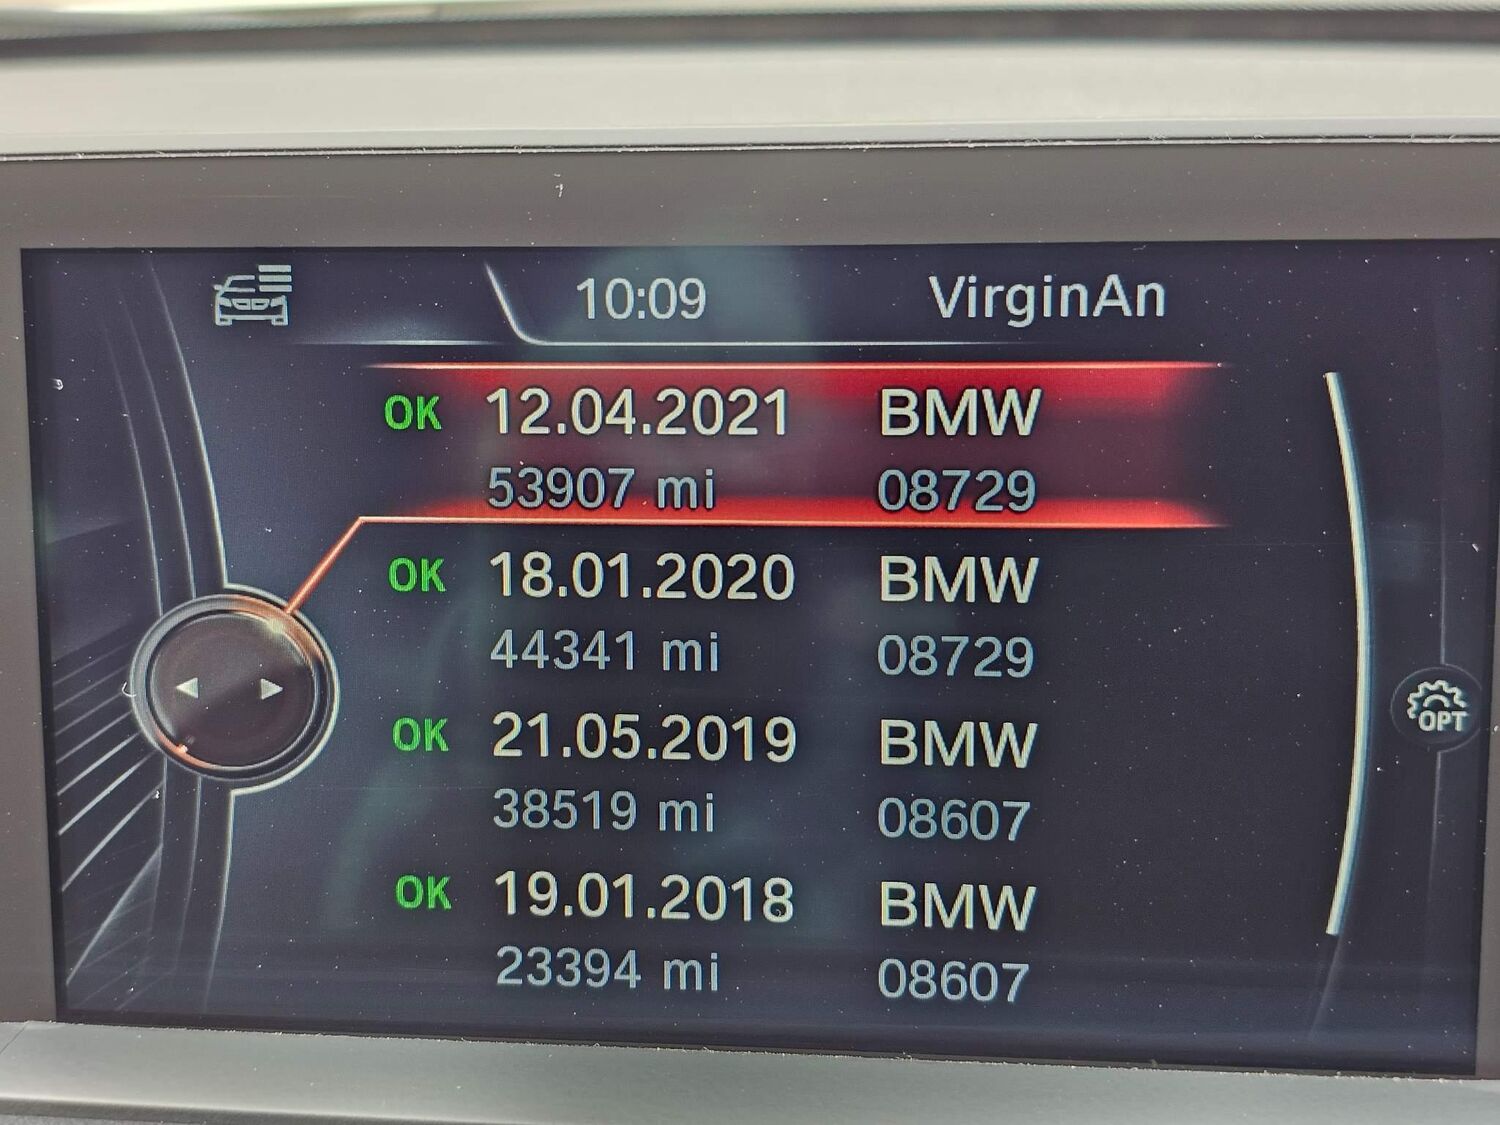 10:09 VirginAn
OK 12.04.2021 BMW
53907 mi 08729
OK 18.01.2020 BMW
44341 mi 08729
OK 21.05.2019 BMW
38519 mi 08607
OPT
OK 19.01.2018 BMW
23394 mi 08607